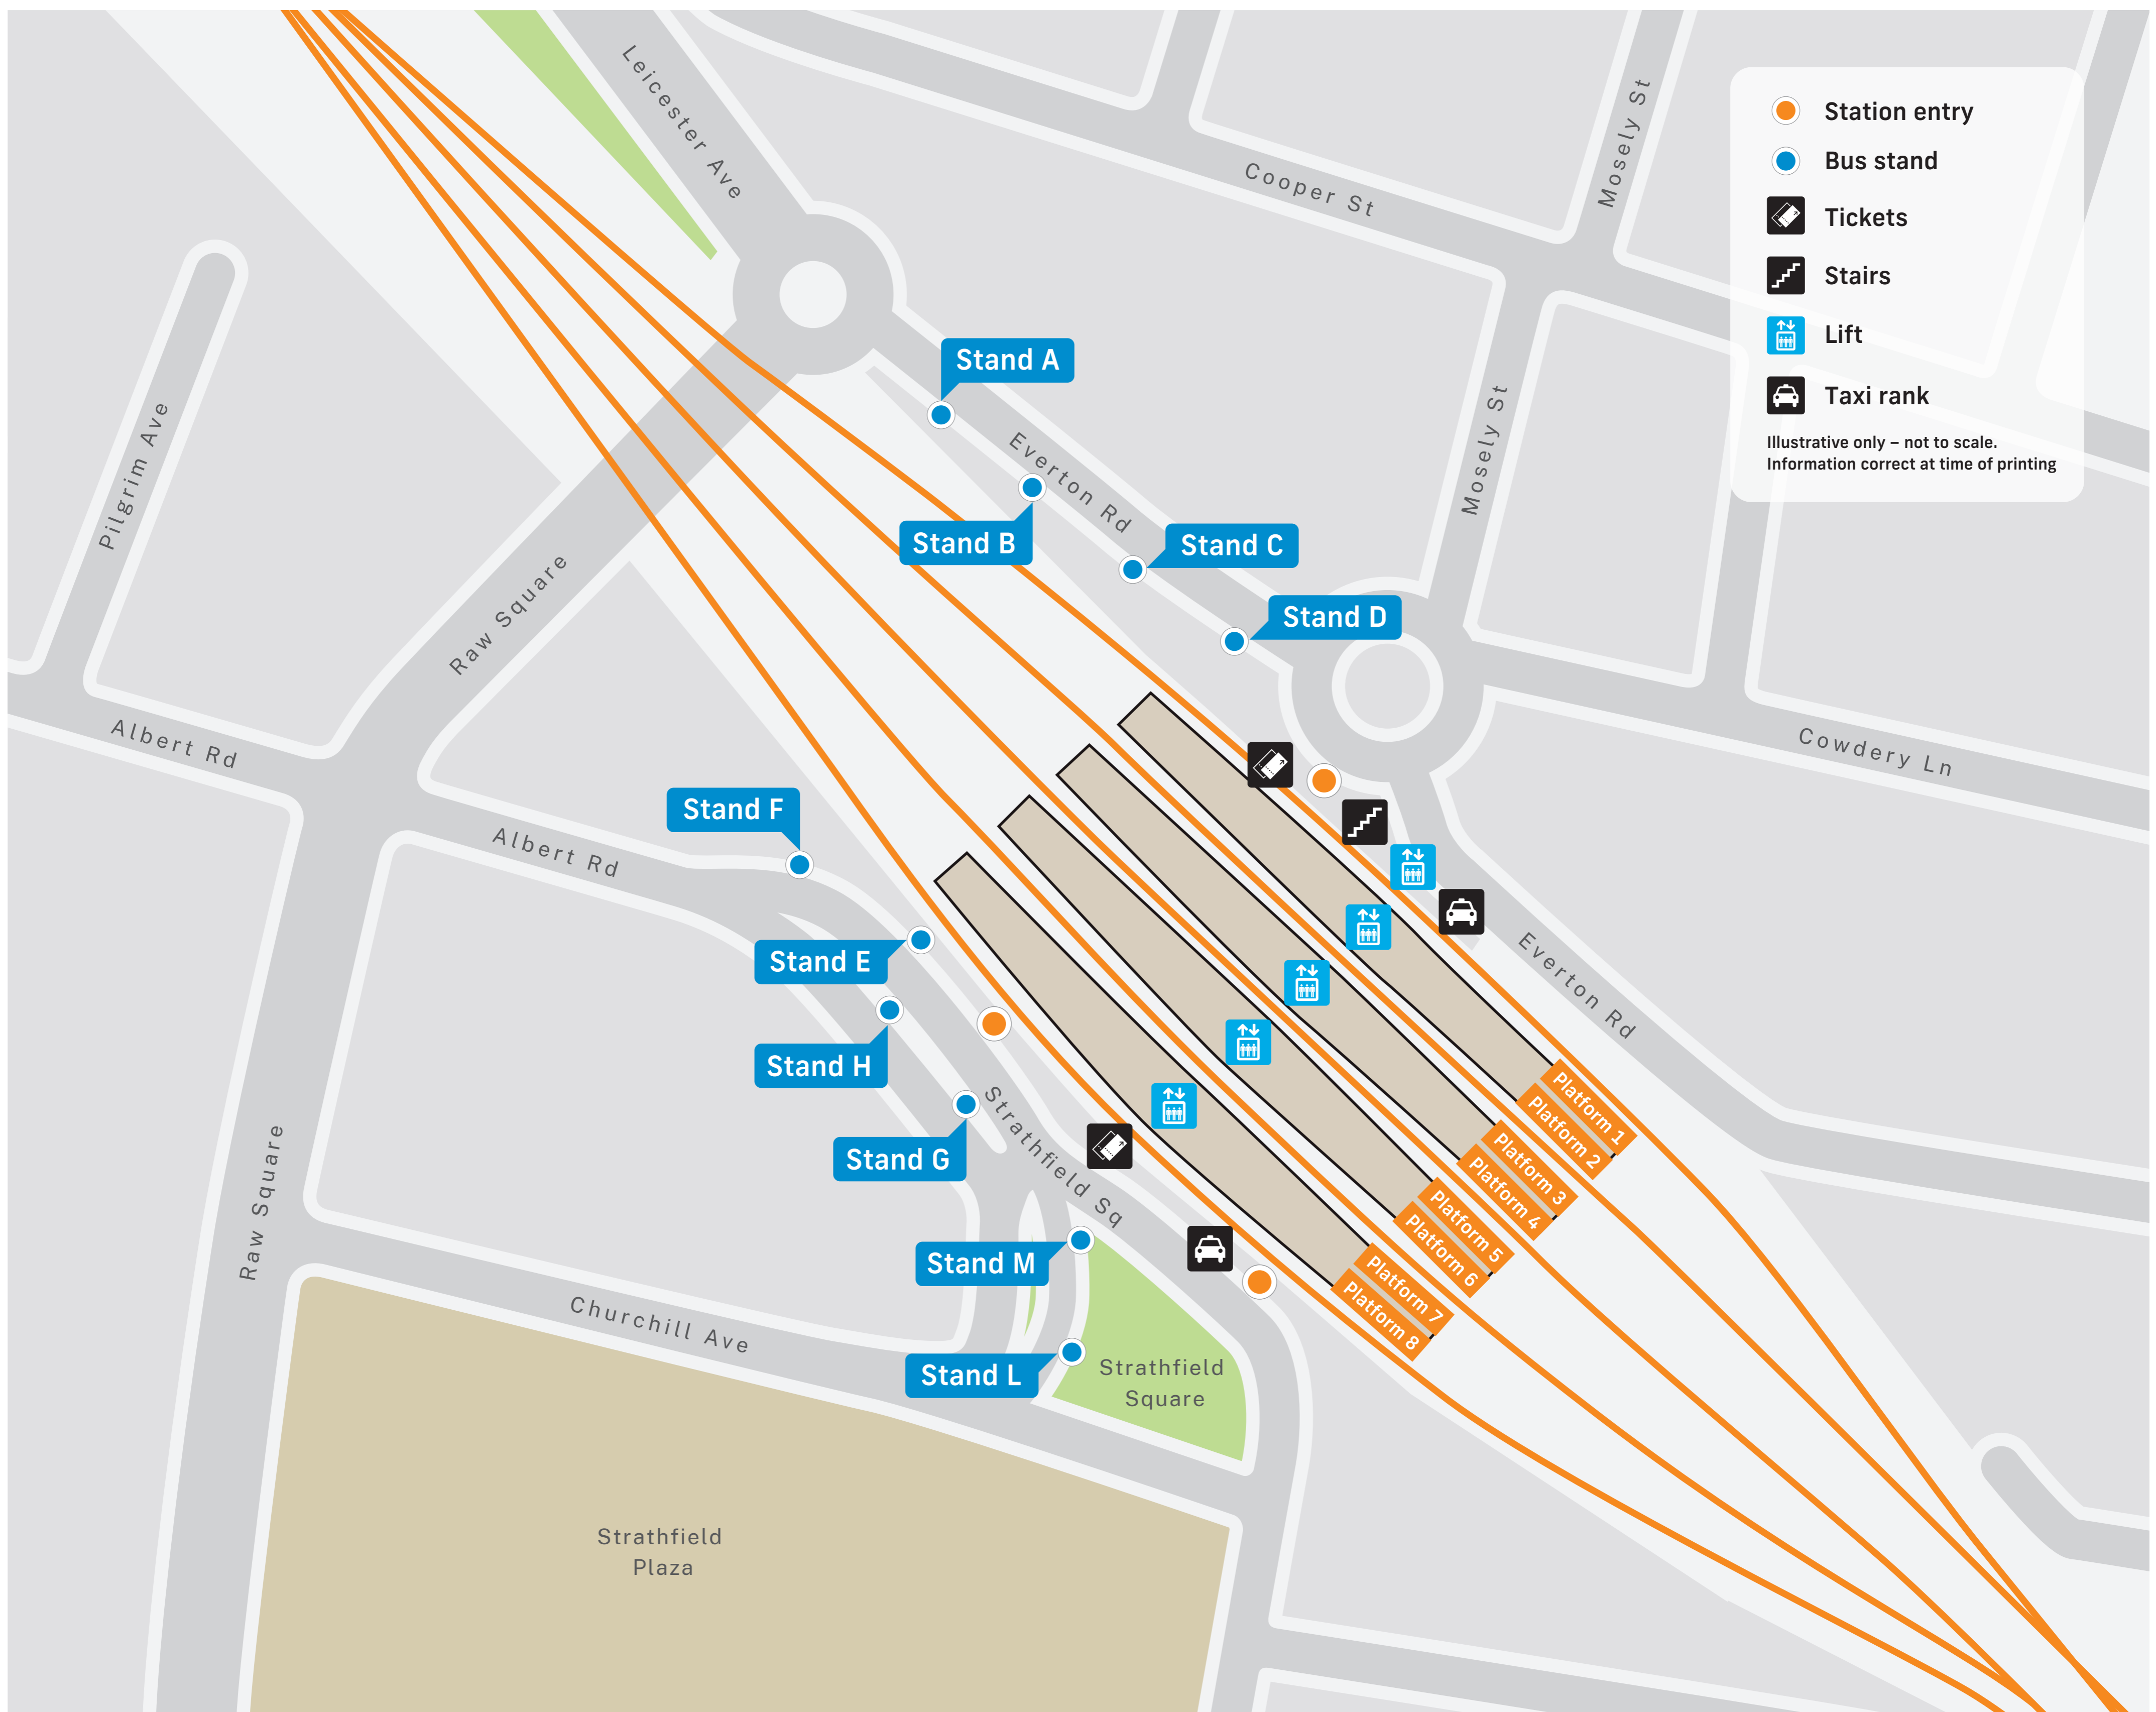 Leicester Ave
Cooper St
Mosely St
Station entry
Bus stand
Tickets
Stairs
Lift
Taxi rank
Illustrative only – not to scale.
Information correct at time of printing
Stand A
Everton Rd
Mosely St
Pilgrim Ave
Stand B
Stand C
Stand D
Raw Square
Albert Rd
Cowdery Ln
Stand F
Albert Rd
Stand E
Everton Rd
Stand H
Stand G
Strathfield Sq
Platform 1
Platform 2
Platform 3
Platform 4
Platform 5
Platform 6
Platform 7
Platform 8
Raw Square
Stand M
Churchill Ave
Stand L
Strathfield
Square
Strathfield
Plaza